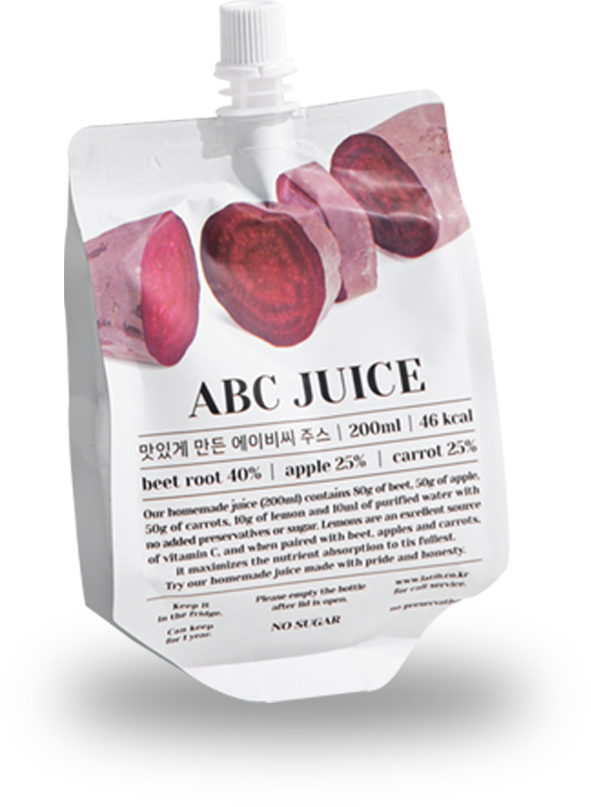 ABC JUICE
맛있게 만든 에이비씨 주스 | 200ml | 46 kcal
beet root 40% | apple 25% | carrot 25%
Our homemade juice (200ml) contains 80g of beet, 50g of apple,
50g of carrots, 10g of lemon and 10ml of purified water with
no added preservatives or sugar. Lemons are an excellent source
of vitamin C, and when paired with beet, apples and carrots,
it maximizes the nutrient absorption to tis fullest.
Try our homemade juice made with pride and honesty.
Keep it
in the fridge.
Can keep
for 1 year.
Please empty the bottle
after lid is open.
NO SUGAR
for call service.
no preservative